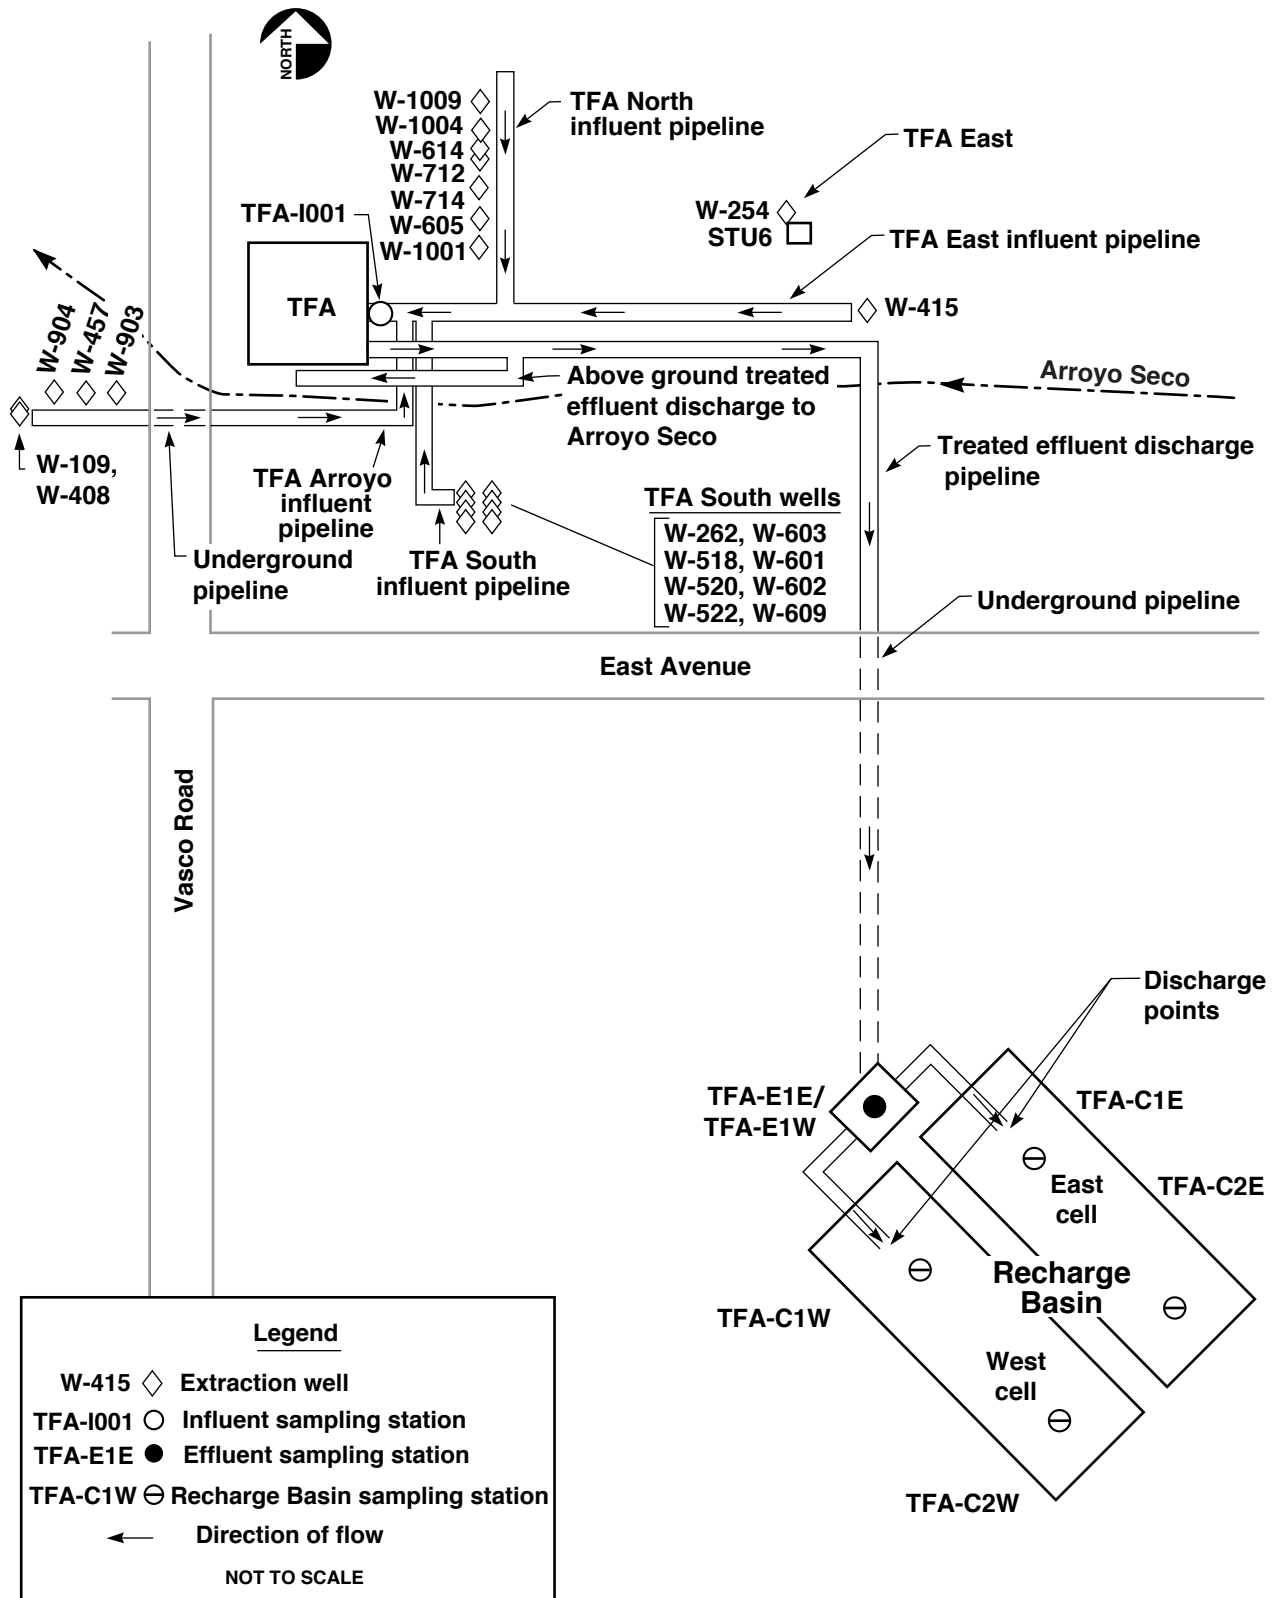 NORTH
W-1009
W-1004
W-614
W-712
W-714
W-605
W-1001
TFA North
influent pipeline
TFA East
W-254
STU6
TFA-I001
TFA East influent pipeline
TFA
W-415
W-904
W-457
W-903
Above ground treated
effluent discharge to
Arroyo Seco
Arroyo Seco
W-109,
W-408
TFA Arroyo
influent
pipeline
Treated effluent discharge
pipeline
TFA South wells
W-262, W-603
W-518, W-601
W-520, W-602
W-522, W-609
Underground
pipeline
TFA South
influent pipeline
Underground pipeline
East Avenue
Vasco Road
Discharge
points
TFA-E1E/
TFA-E1W
TFA-C1E
TFA-C2E
East
cell
Recharge
Basin
TFA-C1W
West
cell
TFA-C2W
Legend
W-415 Extraction well
TFA-I001 Influent sampling station
TFA-E1E Effluent sampling station
TFA-C1W Recharge Basin sampling station
Direction of flow
NOT TO SCALE